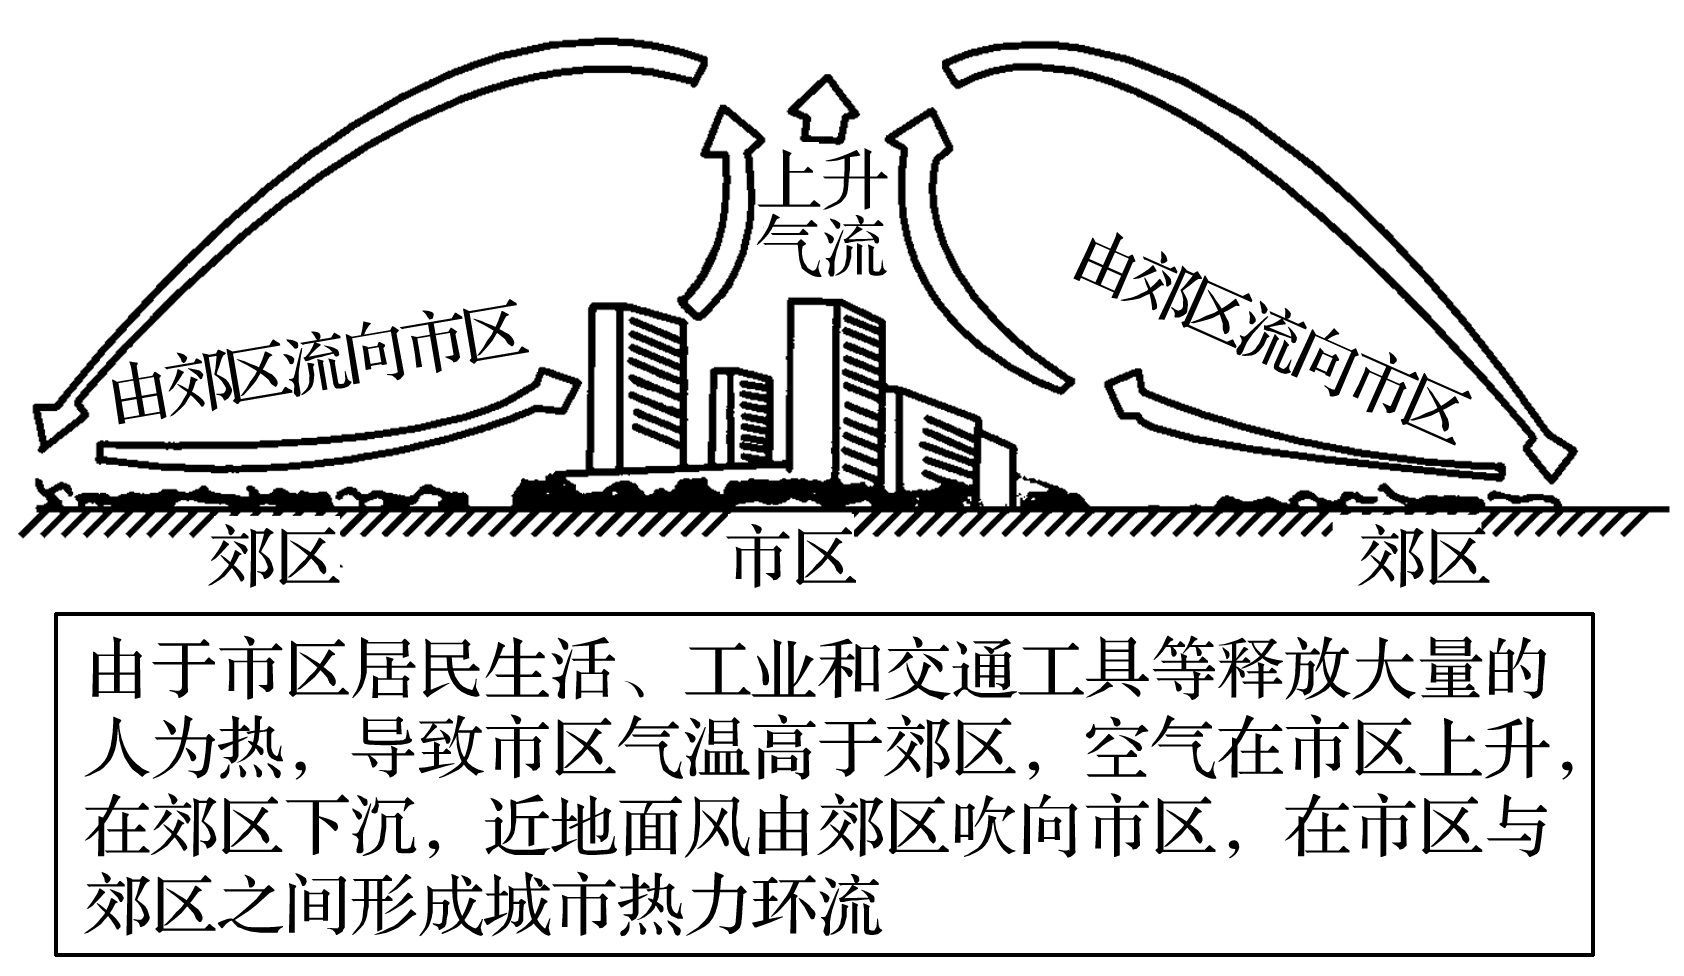 上升
气流
由郊区流向市区
由郊区流向市区
郊区
市区
郊区
由于市区居民生活、工业和交通工具等释放大量的
人为热，导致市区气温高于郊区，空气在市区上升，
在郊区下沉，近地面风由郊区吹向市区，在市区与
郊区之间形成城市热力环流